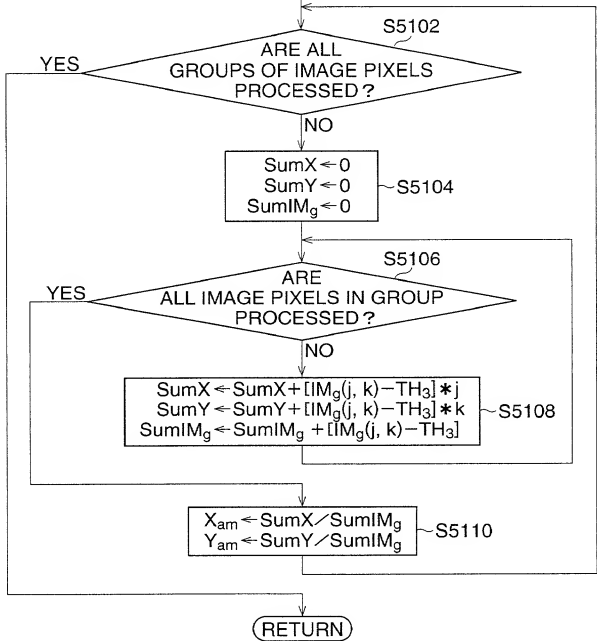 S5102
ARE ALL
GROUPS OF IMAGE PIXELS
PROCESSED?
YES
NO
SumX←0
SumY←0
SumIMg←0
S5104
S5106
ARE
ALL IMAGE PIXELS IN GROUP
PROCESSED?
YES
NO
SumX←SumX+[IMg(j, k)−TH3]*j
SumY←SumY+[IMg(j, k)−TH3]*k
SumIMg←SumIMg+[IMg(j, k)−TH3]
S5108
Xam←SumX/SumIMg
Yam←SumY/SumIMg
S5110
RETURN